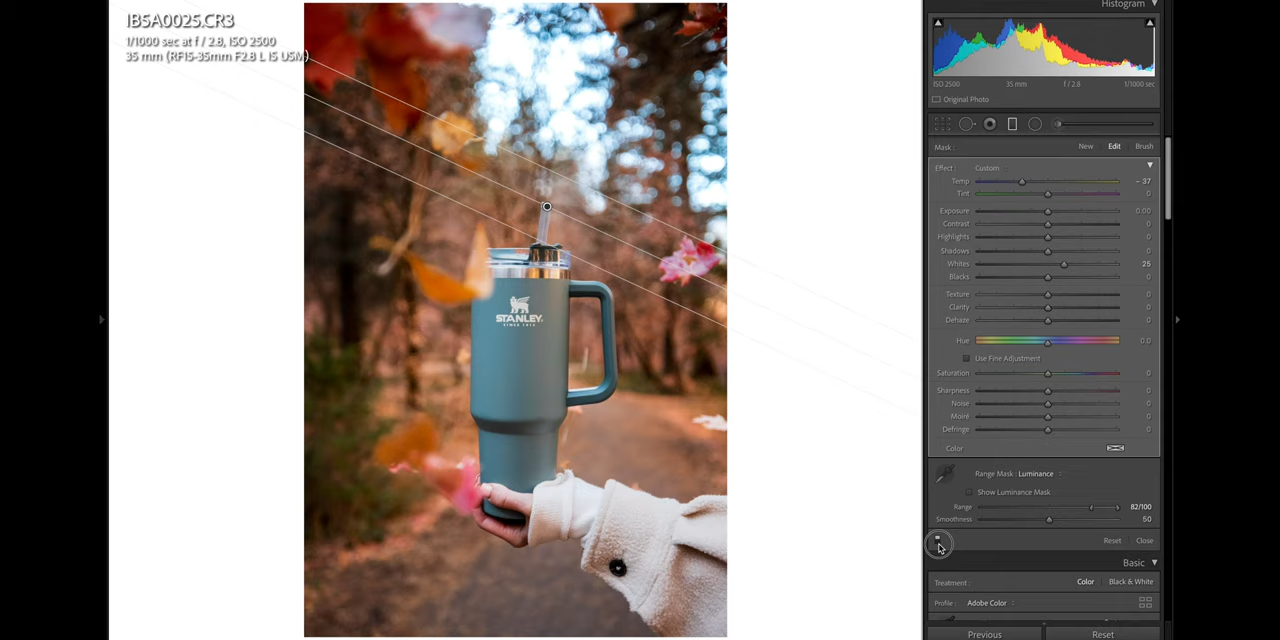 IBSA0025.CR3
1/1000 sec at f / 2.8, ISO 2500
35 mm (RF15-35mm F2.8 L IS USM)
STANLEY.
SINCE 1913
Histogram
ISO 2500 35 mm f / 2.8 1/1000 sec
Original Photo
Mask : New Edit Brush
Effect : Custom
Temp – 37
Tint 0
Exposure 0.00
Contrast 0
Highlights 0
Shadows 0
Whites 25
Blacks 0
Texture 0
Clarity 0
Dehaze 0
Hue 0.0
Use Fine Adjustment
Saturation 0
Sharpness 0
Noise 0
Moiré 0
Defringe 0
Color
Range Mask : Luminance
Show Luminance Mask
Range 82/100
Smoothness 50
Reset Close
Basic
Treatment : Color Black & White
Profile : Adobe Color
Previous Reset